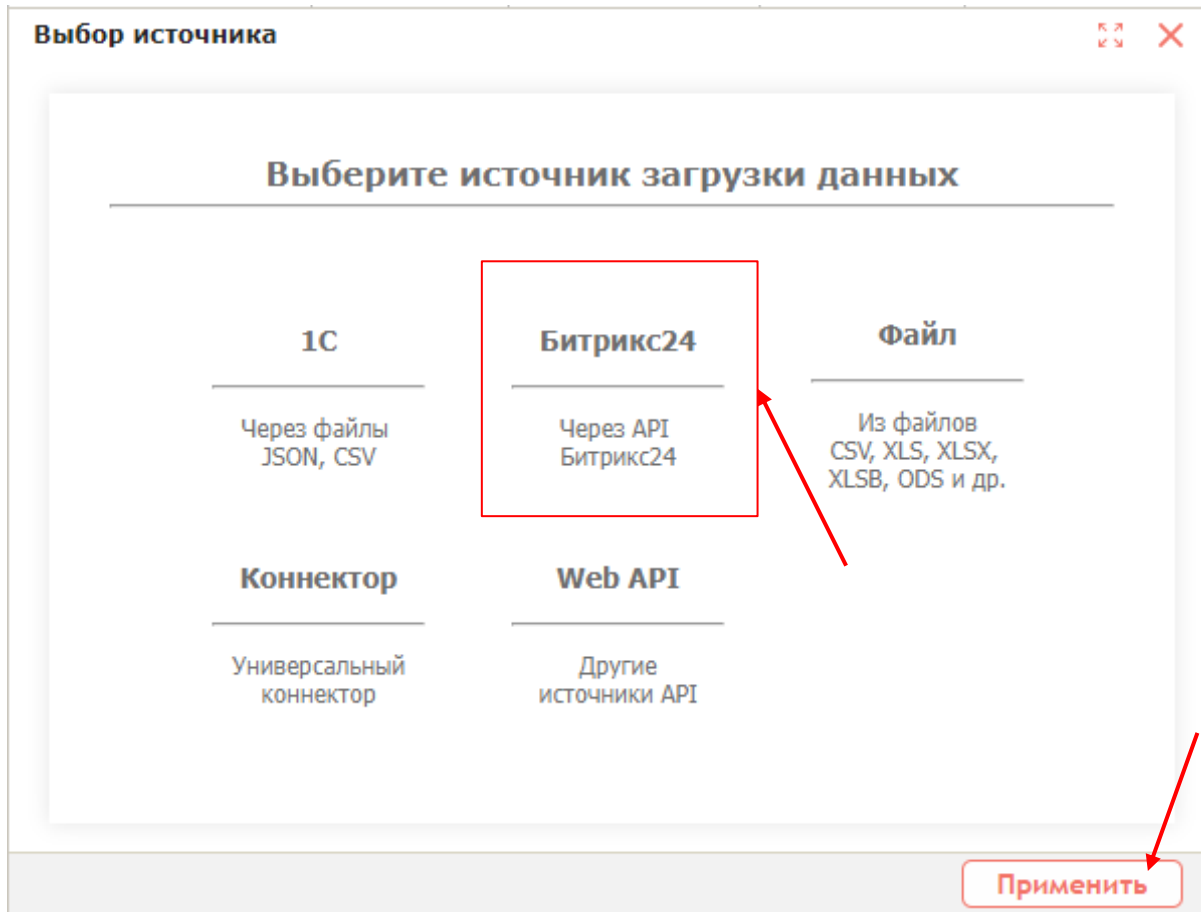 Выбор источника
Выберите источник загрузки данных
1С
Через файлы
JSON, CSV
Битрикс24
Через API
Битрикс24
Файл
Из файлов
CSV, XLS, XLSX,
XLSB, ODS и др.
Коннектор
Универсальный
коннектор
Web API
Другие
источники API
Применить